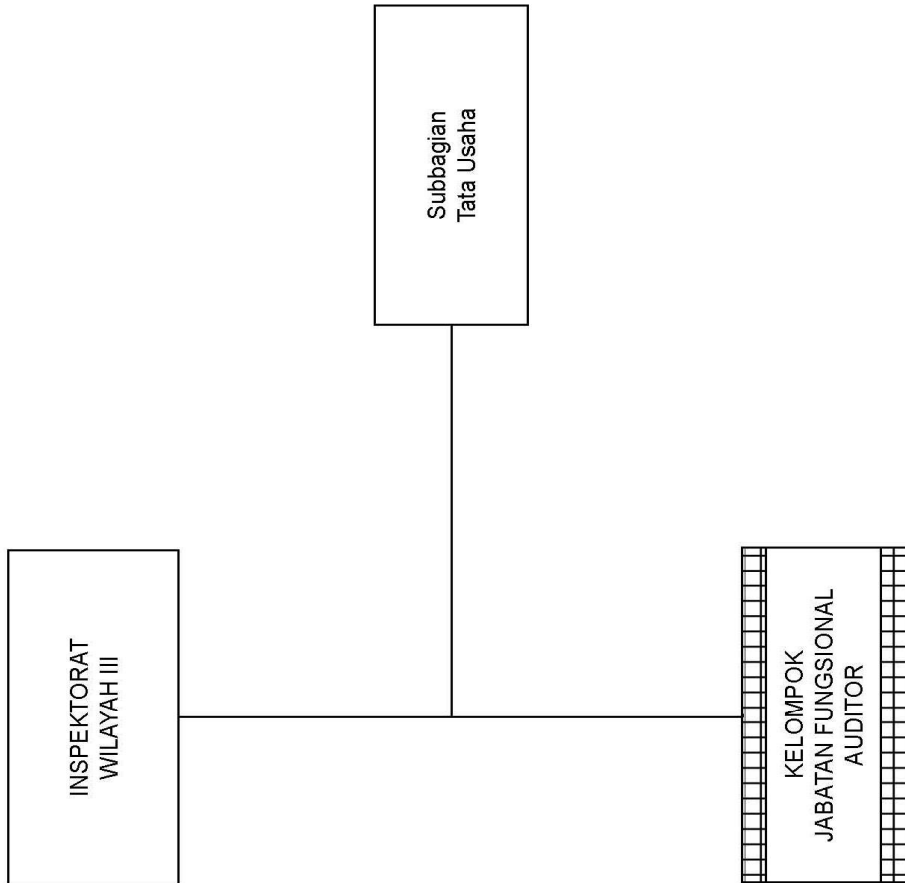 INSPEKTORAT
WILAYAH III
Subbagian
Tata Usaha
KELOMPOK
JABATAN FUNGSIONAL
AUDITOR